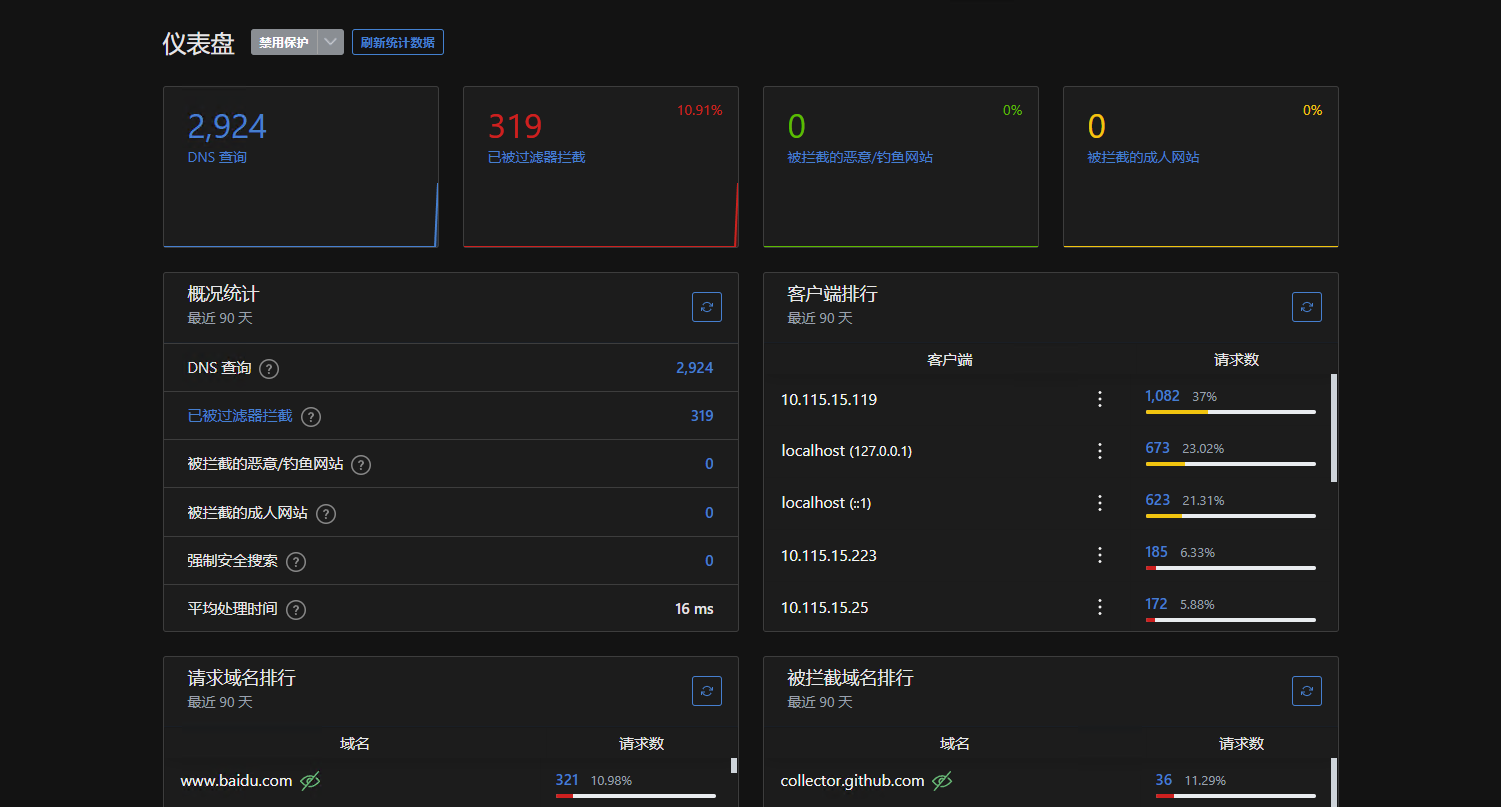 仪表盘 禁用保护 刷新统计数据
2,924
DNS 查询
10.91%
319
已被过滤器拦截
0%
0
被拦截的恶意/钓鱼网站
0%
0
被拦截的成人网站
概况统计
最近 90 天
DNS 查询 ? 2,924
已被过滤器拦截 ? 319
被拦截的恶意/钓鱼网站 ? 0
被拦截的成人网站 ? 0
强制安全搜索 ? 0
平均处理时间 ? 16 ms
客户端排行
最近 90 天
客户端 请求数
10.115.15.119 1,082 37%
localhost (127.0.0.1) 673 23.02%
localhost (::1) 623 21.31%
10.115.15.223 185 6.33%
10.115.15.25 172 5.88%
请求域名排行
最近 90 天
域名 请求数
www.baidu.com 321 10.98%
被拦截域名排行
最近 90 天
域名 请求数
collector.github.com 36 11.29%